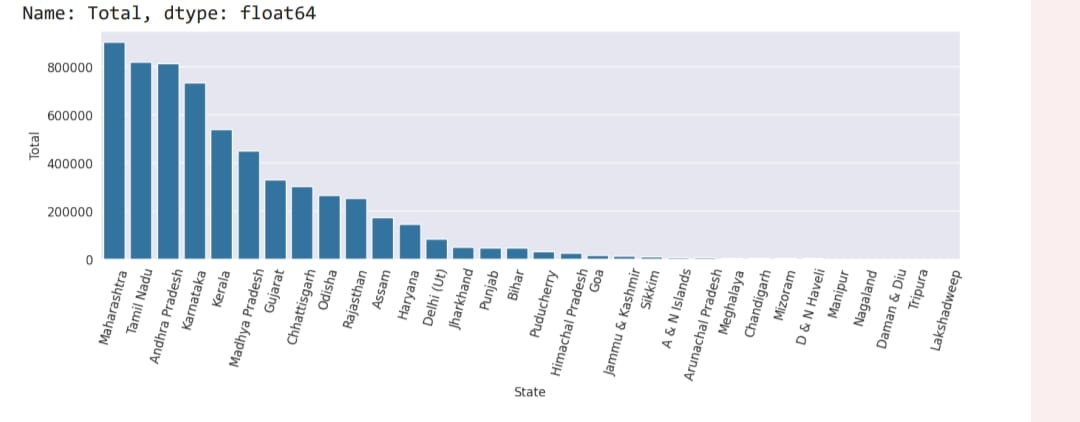 Name: Total, dtype: float64
800000
600000
400000
200000
0
Total
Maharashtra
Tamil Nadu
Andhra Pradesh
Karnataka
Kerala
Madhya Pradesh
Gujarat
Chhattisgarh
Odisha
Rajasthan
Assam
Haryana
Delhi (Ut)
Jharkhand
Punjab
Bihar
Puducherry
Himachal Pradesh
Goa
Jammu & Kashmir
Sikkim
A & N Islands
Arunachal Pradesh
Meghalaya
Chandigarh
Mizoram
D & N Haveli
Manipur
Nagaland
Daman & Diu
Tripura
Lakshadweep
State